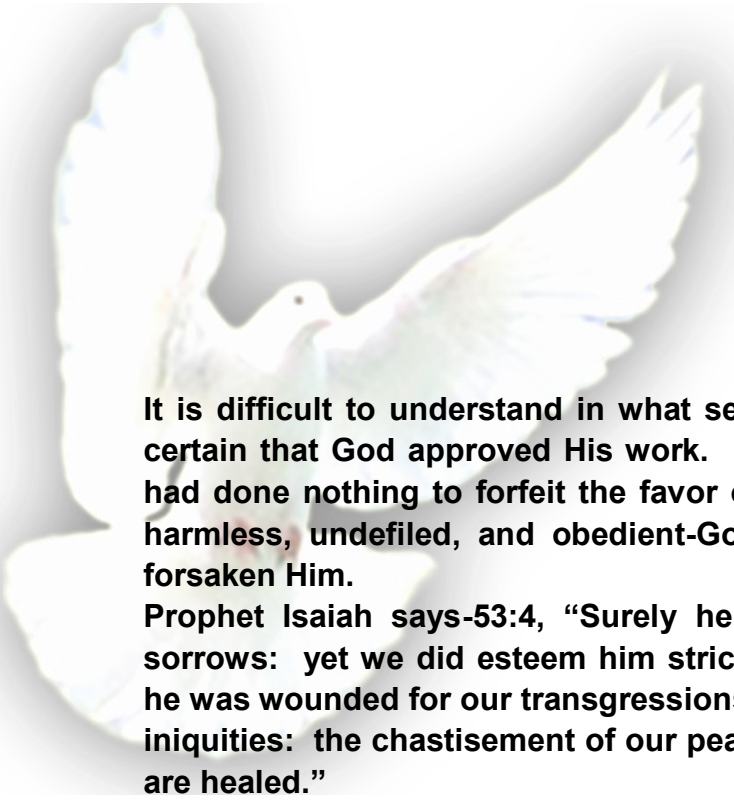 It is difficult to understand in what se
certain that God approved His work.
had done nothing to forfeit the favor
harmless, undefiled, and obedient-Go
forsaken Him.
Prophet Isaiah says-53:4, “Surely he
sorrows: yet we did esteem him stric
he was wounded for our transgressions
iniquities: the chastisement of our pea
are healed.”